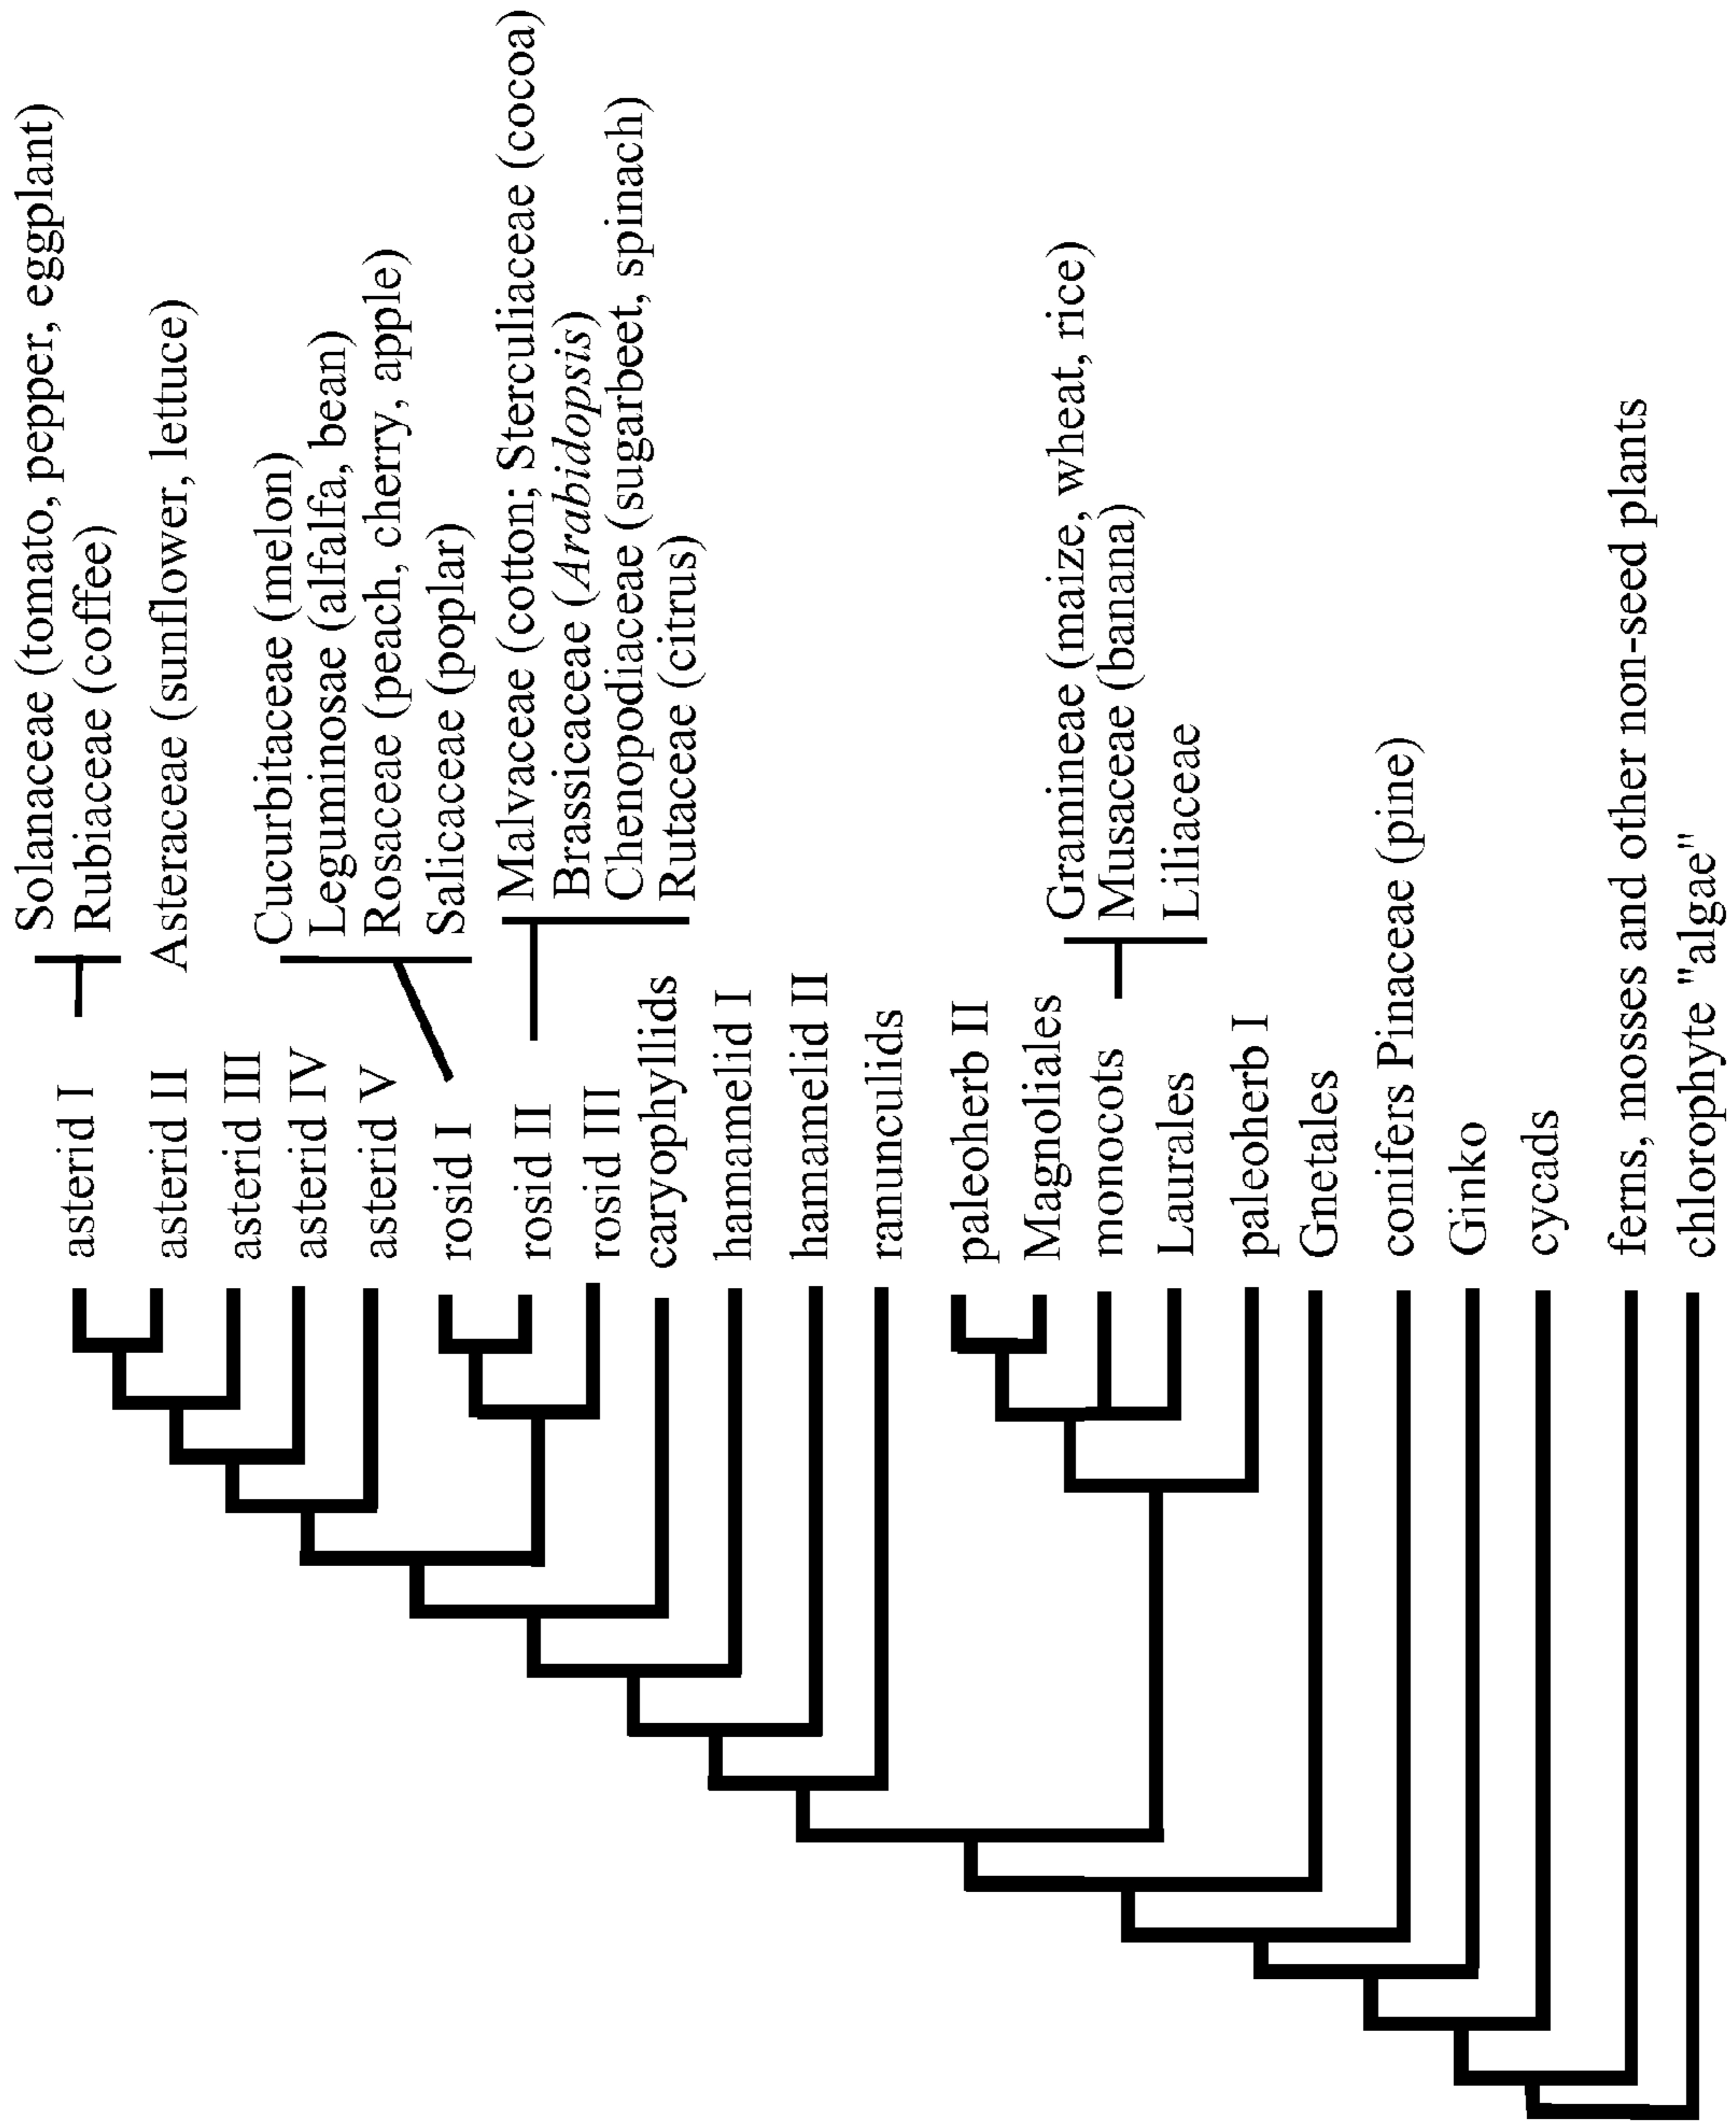 Solanaceae (tomato, pepper, eggplant)
Rubiaceae (coffee)
Asteraceae (sunflower, lettuce)
Cucurbitaceae (melon)
Leguminosae (alfalfa, bean)
Rosaceae (peach, cherry, apple)
Salicaceae (poplar)
Malvaceae (cotton; Sterculiaceae (cocoa)
Brassicaceae (Arabidopsis)
Chenopodiaceae (sugarbeet, spinach)
Rutaceae (citrus)
Gramineae (maize, wheat, rice)
Musaceae (banana)
Liliaceae
asterid I
asterid II
asterid III
asterid IV
asterid V
rosid I
rosid II
rosid III
caryophyllids
hamamelid I
hamamelid II
ranunculids
paleoherb II
Magnoliales
monocots
Laurales
paleoherb I
Gnetales
conifers Pinaceae (pine)
Ginko
cycads
ferns, mosses and other non-seed plants
chlorophyte "algae"